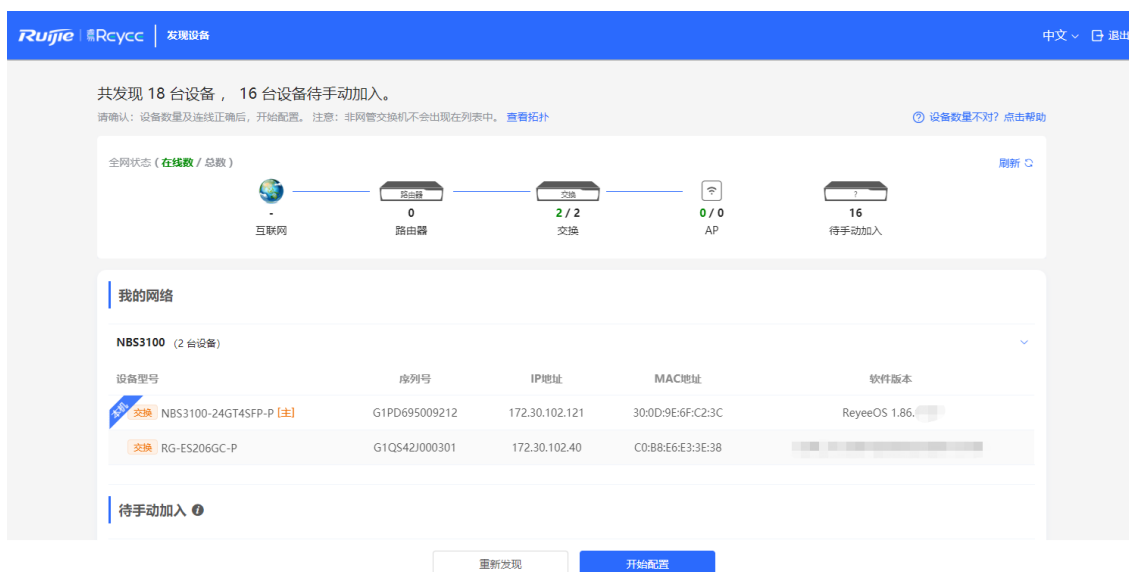 Ruijie 睿易Rcycc 发现设备 中文 退出
共发现 18 台设备 ， 16 台设备待手动加入。
请确认：设备数量及连线正确后，开始配置。 注意：非网管交换机不会出现在列表中。 查看拓扑 设备数量不对？点击帮助
全网状态 ( 在线数 / 总数 ) 刷新
路由器 交换 ?
- 0 2 / 2 0 / 0 16
互联网 路由器 交换 AP 待手动加入
我的网络
NBS3100 (2 台设备)
设备型号 序列号 IP地址 MAC地址 软件版本
本机 交换 NBS3100-24GT4SFP-P [主] G1PD695009212 172.30.102.121 30:0D:9E:6F:C2:3C ReyeeOS 1.86.
交换 RG-ES206GC-P G1QS42J000301 172.30.102.40 C0:B8:E6:E3:3E:38
待手动加入
重新发现 开始配置